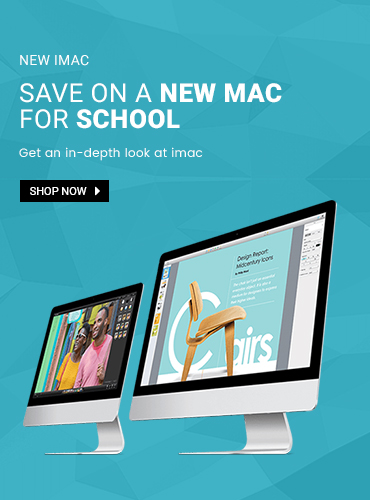 NEW IMAC
SAVE ON A NEW MAC
FOR SCHOOL
Get an in-depth look at imac
SHOP NOW
Design Report:
Midcentury Icons
C airs